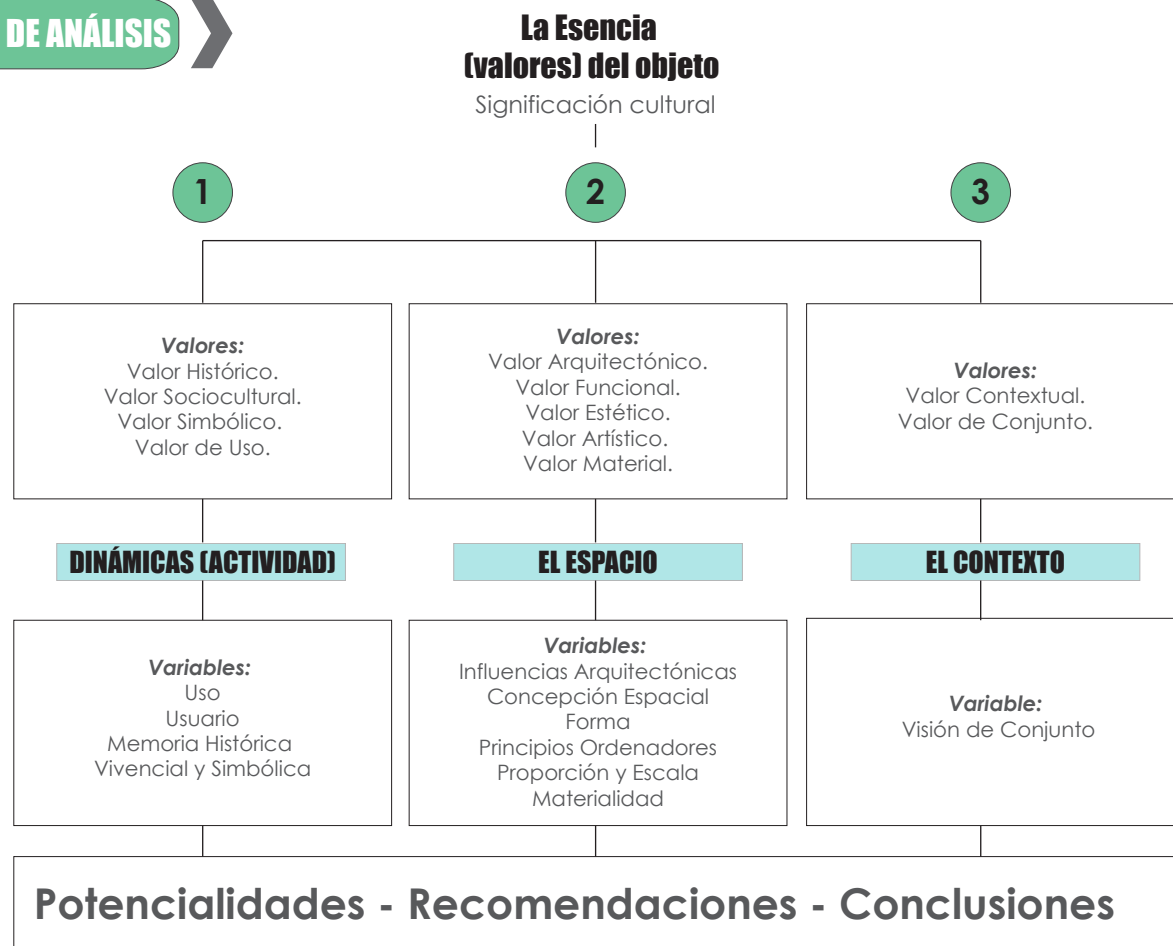 DE ANÁLISIS
La Esencia
(valores) del objeto
Significación cultural
1
2
3
Valores:
Valor Histórico.
Valor Sociocultural.
Valor Simbólico.
Valor de Uso.
Valores:
Valor Arquitectónico.
Valor Funcional.
Valor Estético.
Valor Artístico.
Valor Material.
Valores:
Valor Contextual.
Valor de Conjunto.
DINÁMICAS (ACTIVIDAD)
EL ESPACIO
EL CONTEXTO
Variables:
Uso
Usuario
Memoria Histórica
Vivencial y Simbólica
Variables:
Influencias Arquitectónicas
Concepción Espacial
Forma
Principios Ordenadores
Proporción y Escala
Materialidad
Variable:
Visión de Conjunto
Potencialidades - Recomendaciones - Conclusiones